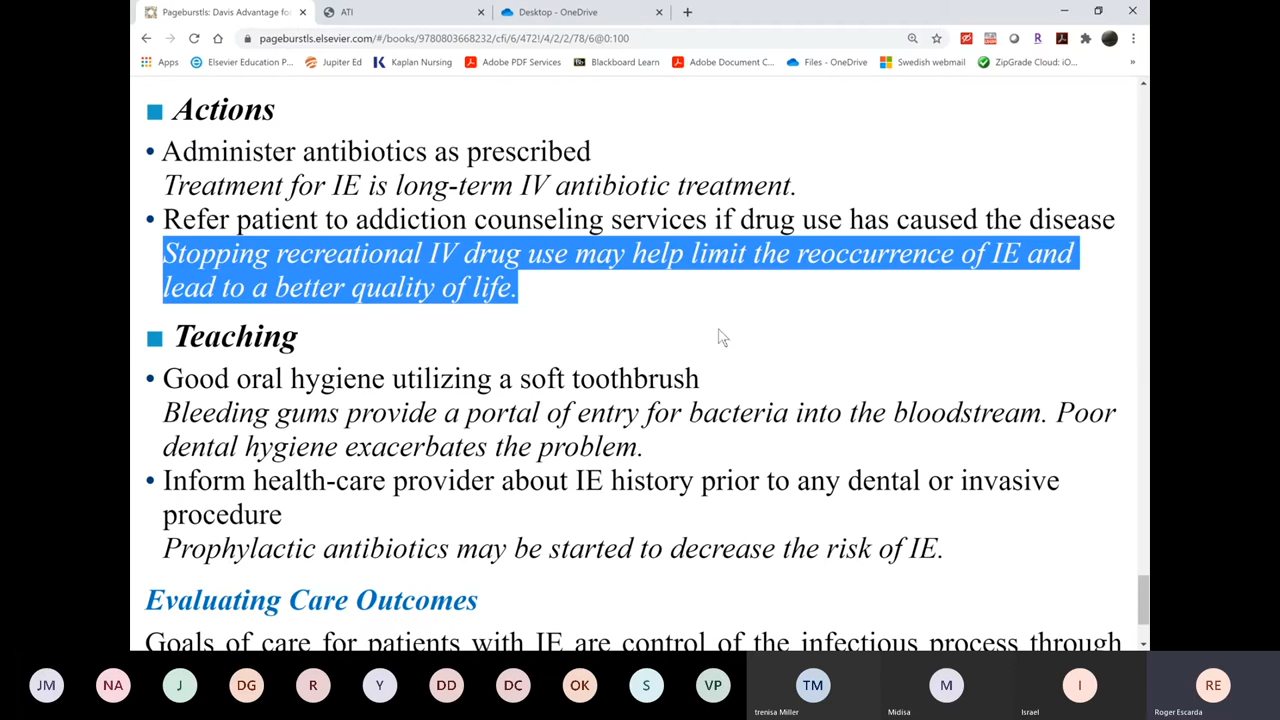 Pageburstls: Davis Advantage for
ATI
Desktop - OneDrive
pageburstls.elsevier.com/#/books/9780803668232/cfi/6/472!/4/2/2/78/6@0:100
Apps
Elsevier Education P...
Jupiter Ed
Kaplan Nursing
Adobe PDF Services
Blackboard Learn
Adobe Document C...
Files - OneDrive
Swedish webmail
ZipGrade Cloud: iO...
»
Actions
• Administer antibiotics as prescribed
Treatment for IE is long-term IV antibiotic treatment.
• Refer patient to addiction counseling services if drug use has caused the disease
Stopping recreational IV drug use may help limit the reoccurrence of IE and
lead to a better quality of life.
Teaching
• Good oral hygiene utilizing a soft toothbrush
Bleeding gums provide a portal of entry for bacteria into the bloodstream. Poor
dental hygiene exacerbates the problem.
• Inform health-care provider about IE history prior to any dental or invasive
procedure
Prophylactic antibiotics may be started to decrease the risk of IE.
Evaluating Care Outcomes
Goals of care for patients with IE are control of the infectious process through
JM
NA
J
DG
R
Y
DD
DC
OK
S
VP
TM
M
I
RE
trenisa Miller
Midisa
Israel
Roger Escarda